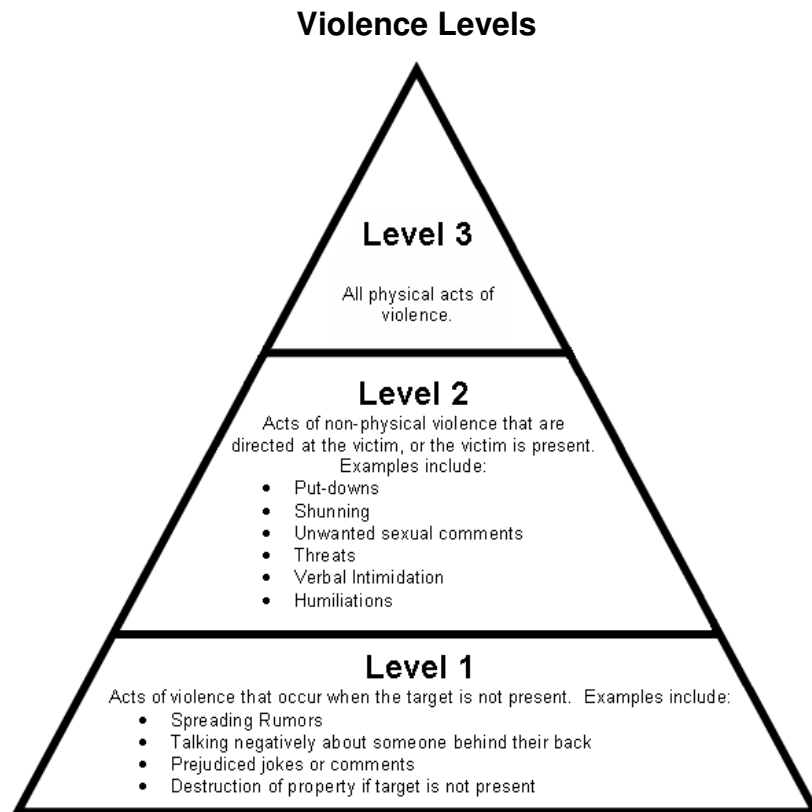 Violence Levels
Level 3
All physical acts of
violence.
Level 2
Acts of non-physical violence that are
directed at the victim, or the victim is present.
Examples include:
• Put-downs
• Shunning
• Unwanted sexual comments
• Threats
• Verbal Intimidation
• Humiliations
Level 1
Acts of violence that occur when the target is not present. Examples include:
• Spreading Rumors
• Talking negatively about someone behind their back
• Prejudiced jokes or comments
• Destruction of property if target is not present